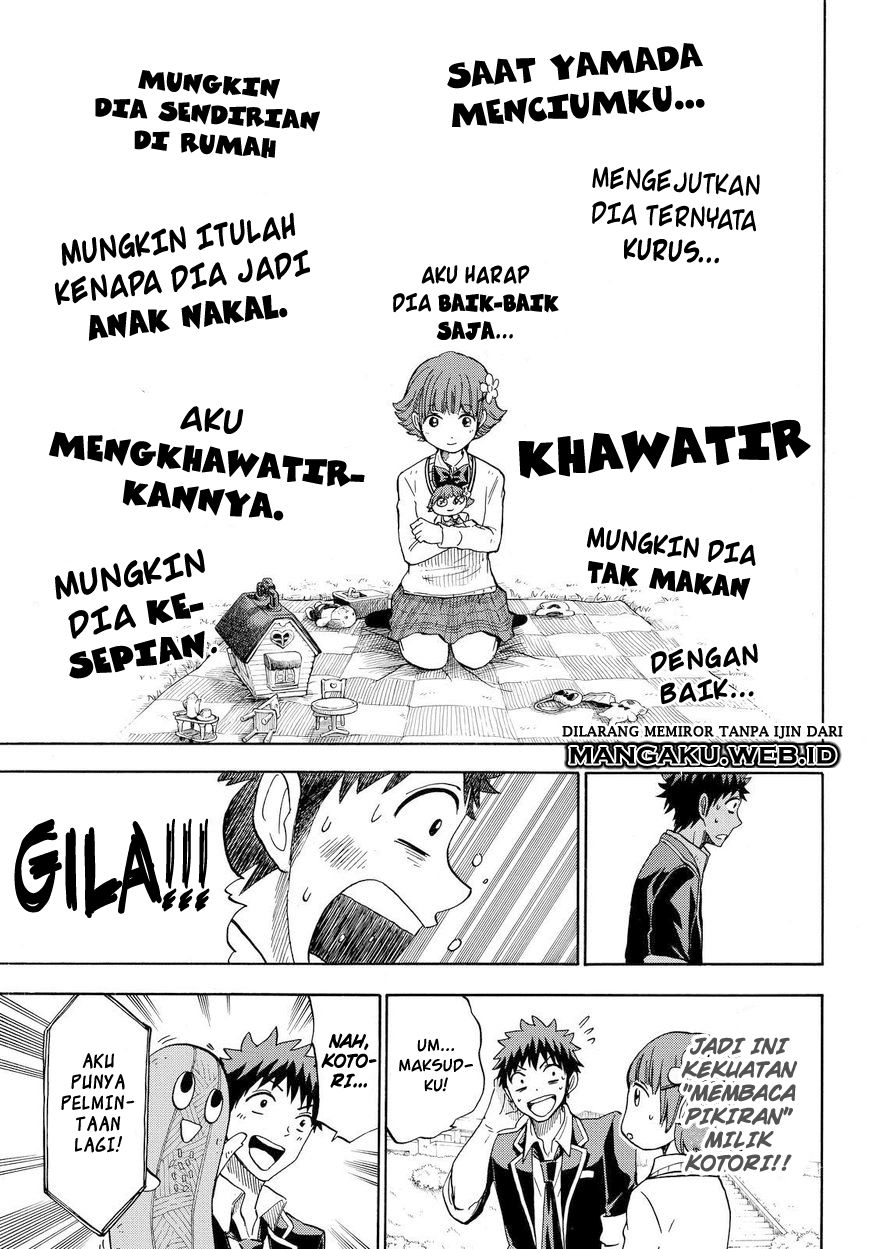 SAAT YAMADA
MENCIUMKU...
MUNGKIN
DIA SENDIRIAN
DI RUMAH
MENGEJUTKAN
DIA TERNYATA
KURUS...
AKU HARAP
DIA BAIK-BAIK
SAJA...
MUNGKIN ITULAH
KENAPA DIA JADI
ANAK NAKAL.
KHAWATIR
AKU
MENGKHAWATIR-
KANNYA.
MUNGKIN DIA
TAK MAKAN
DENGAN
BAIK...
MUNGKIN
DIA KE-
SEPIAN.
DILARANG MEMIROR TANPA IJIN DARI
MANGAKU.WEB.ID
GILA!!!
JADI INI
KEKUATAN
"MEMBACA
PIKIRAN"
MILIK
KOTORI!!
UM...
MAKSUD-
KU!
NAH,
KOTO-
RI...
AKU
PUNYA
PELMIN-
TAAN
LAGI!